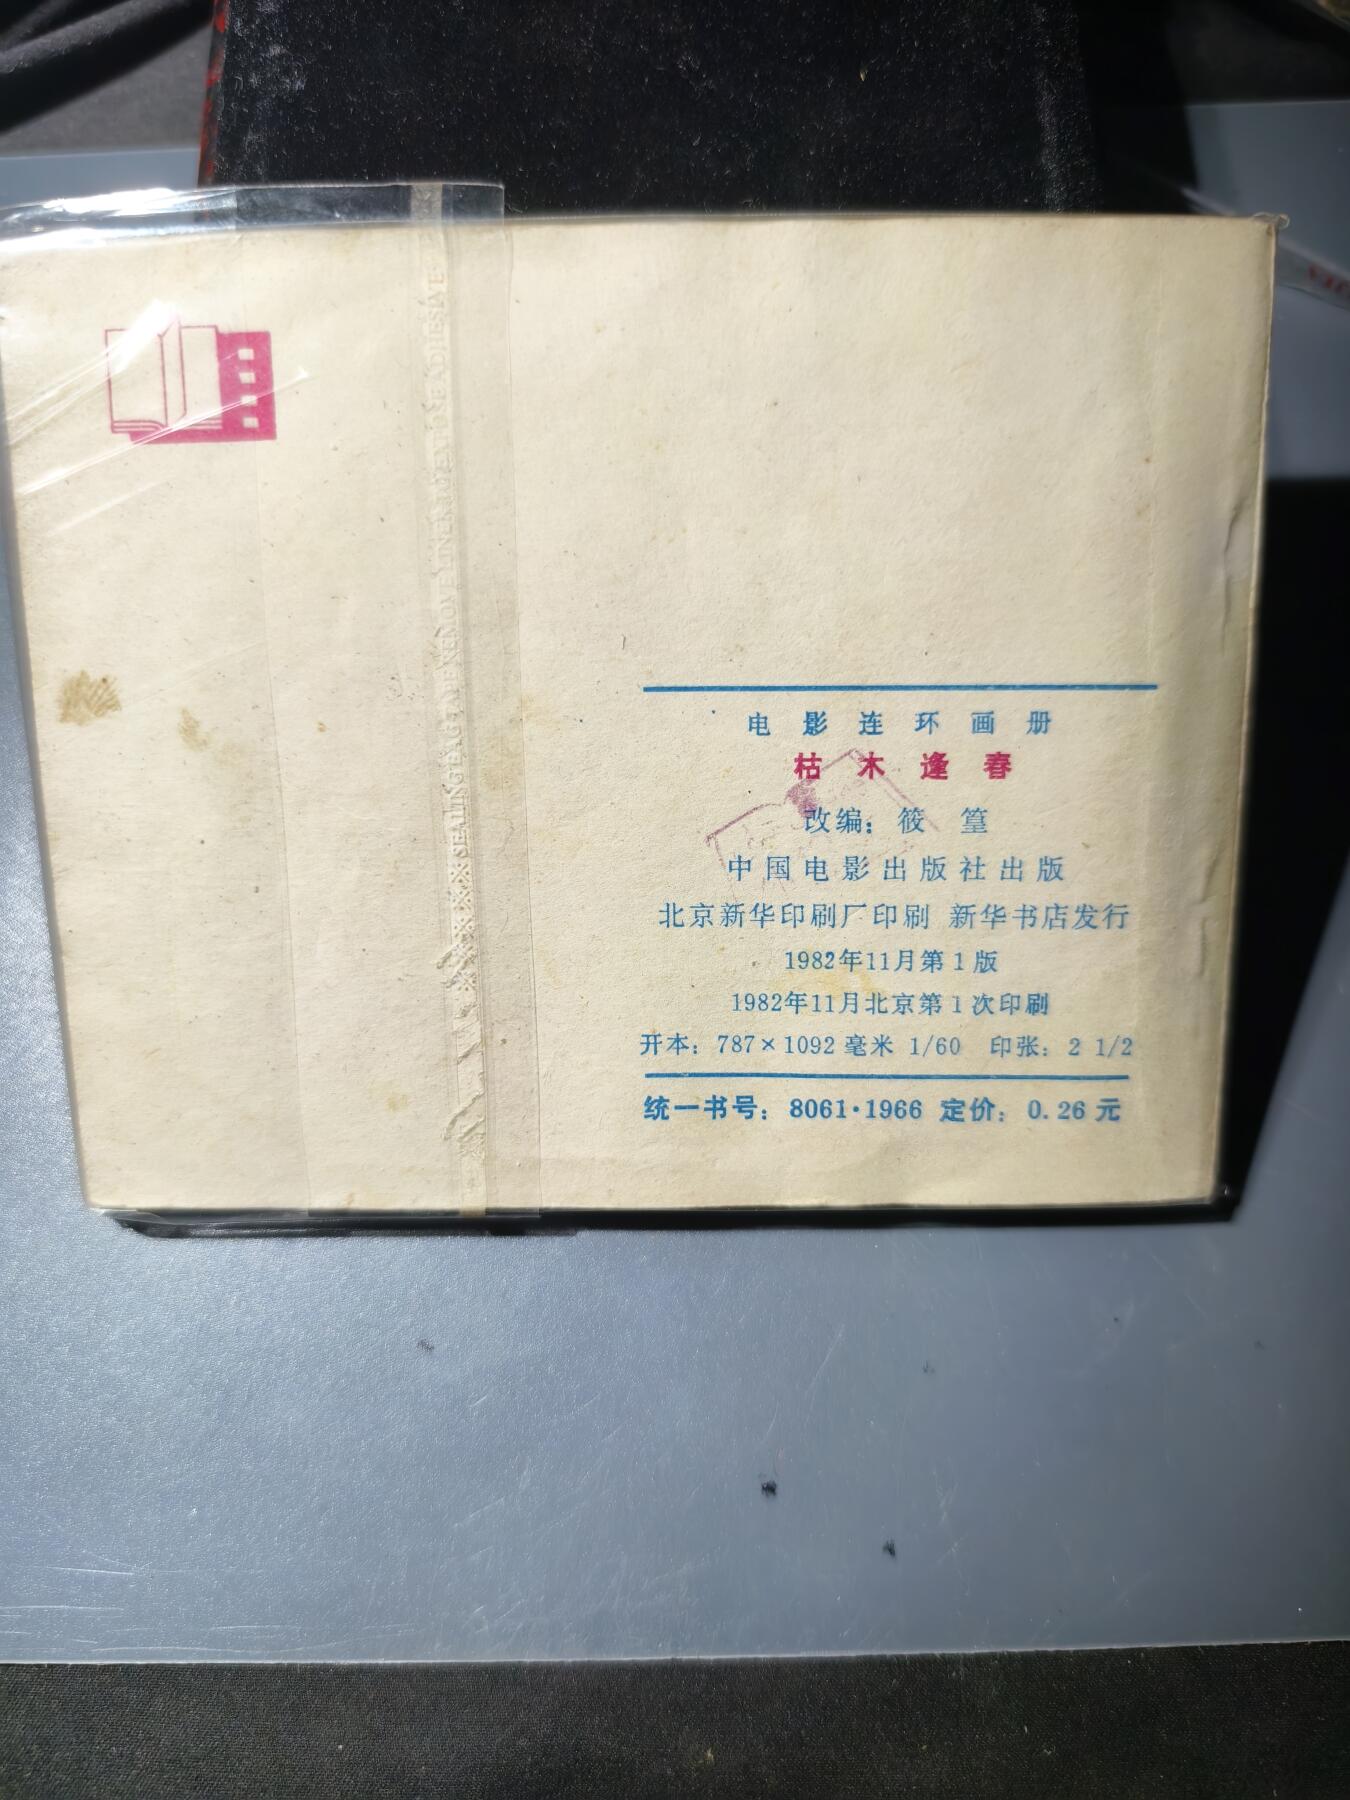 电影连环画册
枯木逢春
改编：筱 篁
中国电影出版社出版
北京新华印刷厂印刷 新华书店发行
1982年11月第1版
1982年11月北京第1次印刷
开本：787×1092毫米 1/60 印张：2 1/2
统一书号：8061·1966 定价：0.26元